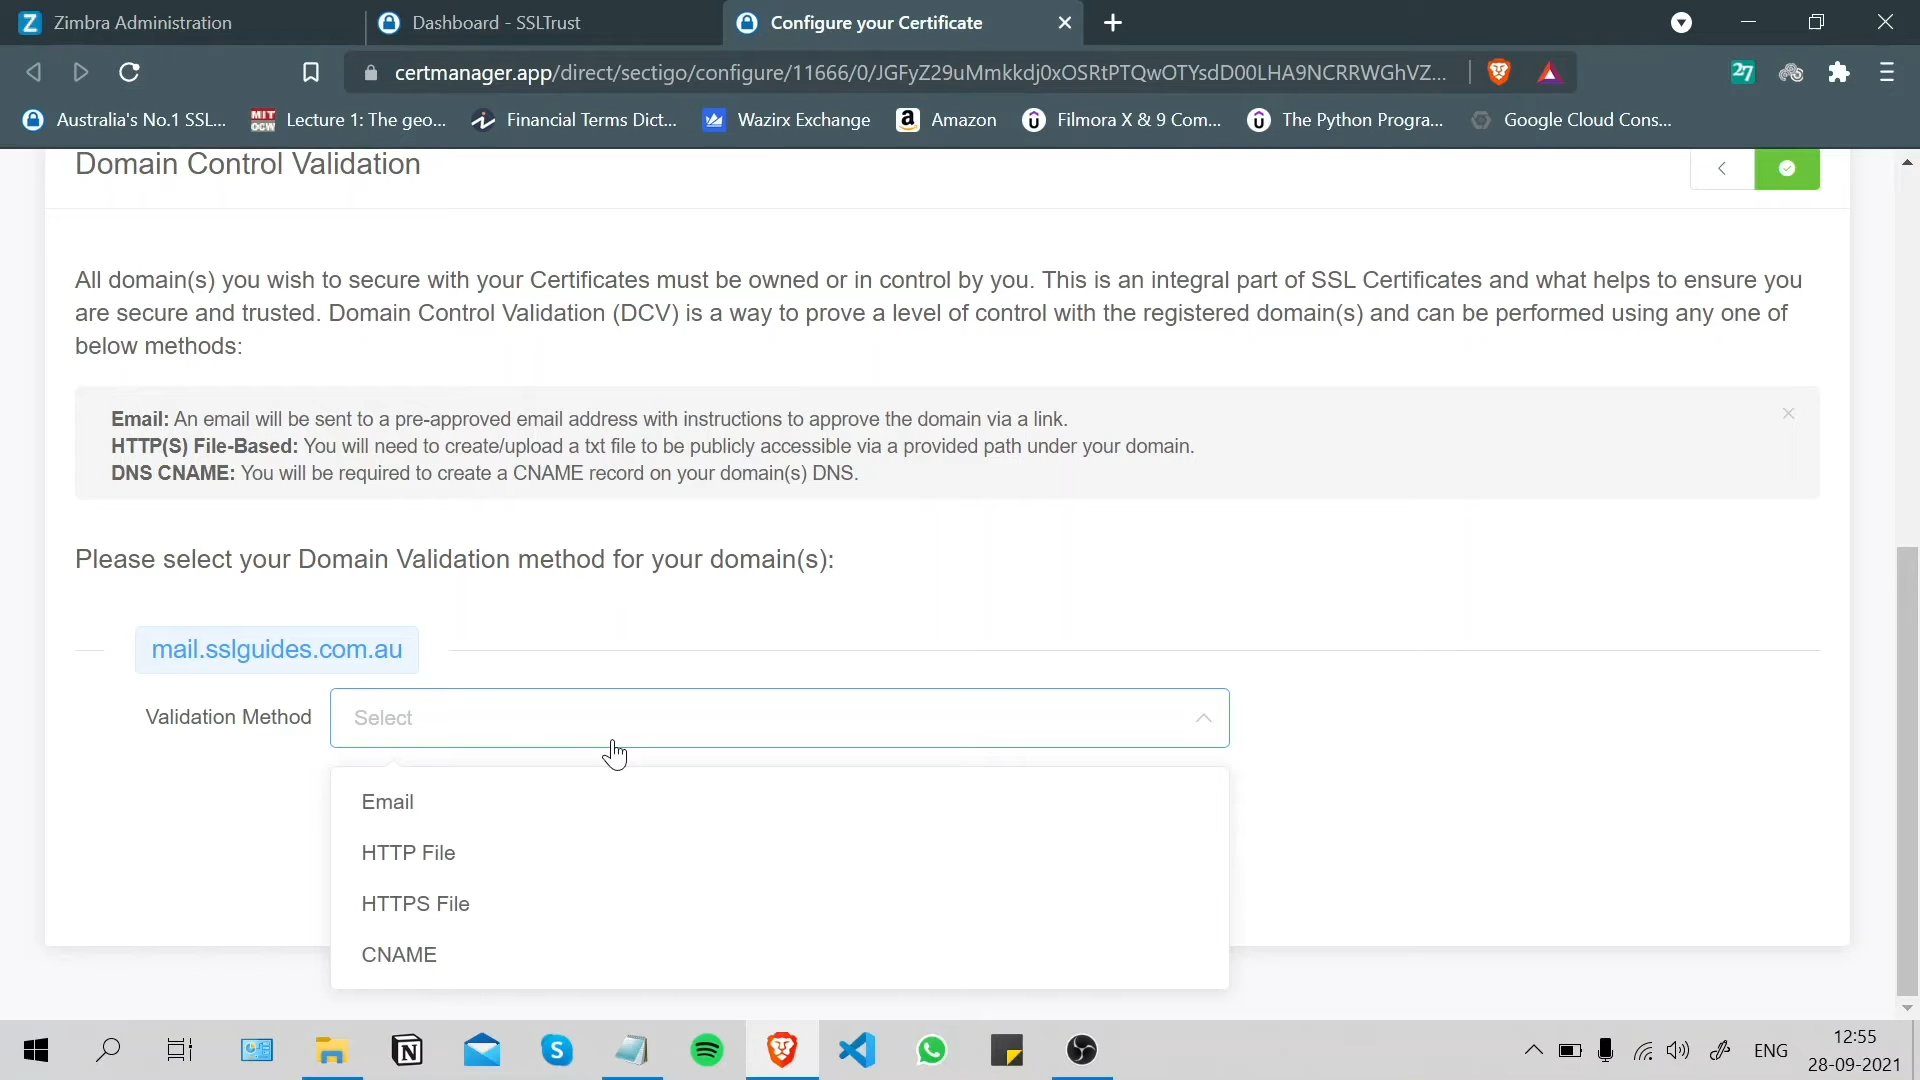 Zimbra Administration
Dashboard - SSLTrust
Configure your Certificate
certmanager.app/direct/sectigo/configure/11666/0/JGFyZ29uMmkkdj0xOSRtPTQwOTYsdD00LHA9NCRRWGhVZ...
27
Australia's No.1 SSL...
MIT OCW
Lecture 1: The geo...
Financial Terms Dict...
Wazirx Exchange
Amazon
Filmora X & 9 Com...
The Python Progra...
Google Cloud Cons...
Domain Control Validation
All domain(s) you wish to secure with your Certificates must be owned or in control by you. This is an integral part of SSL Certificates and what helps to ensure you
are secure and trusted. Domain Control Validation (DCV) is a way to prove a level of control with the registered domain(s) and can be performed using any one of
below methods:
Email: An email will be sent to a pre-approved email address with instructions to approve the domain via a link.
HTTP(S) File-Based: You will need to create/upload a txt file to be publicly accessible via a provided path under your domain.
DNS CNAME: You will be required to create a CNAME record on your domain(s) DNS.
Please select your Domain Validation method for your domain(s):
mail.sslguides.com.au
Validation Method
Select
Email
HTTP File
HTTPS File
CNAME
ENG
12:55
28-09-2021